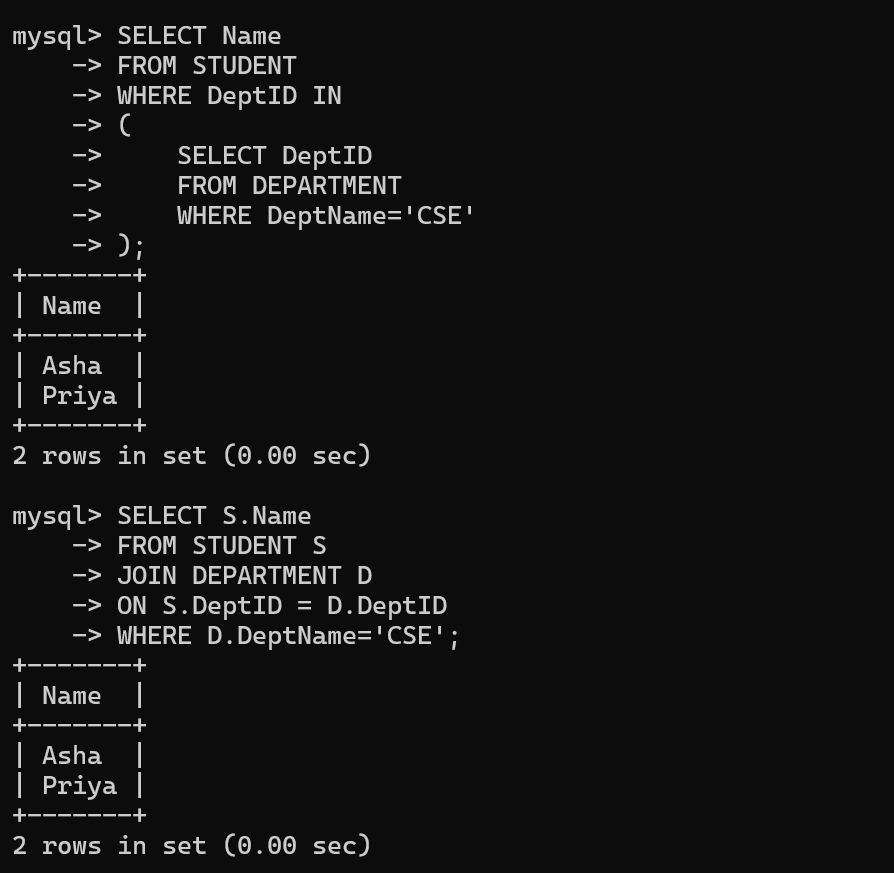 mysql> SELECT Name
    -> FROM STUDENT
    -> WHERE DeptID IN
    -> (
    ->     SELECT DeptID
    ->     FROM DEPARTMENT
    ->     WHERE DeptName='CSE'
    -> );
+-------+
| Name  |
+-------+
| Asha  |
| Priya |
+-------+
2 rows in set (0.00 sec)

mysql> SELECT S.Name
    -> FROM STUDENT S
    -> JOIN DEPARTMENT D
    -> ON S.DeptID = D.DeptID
    -> WHERE D.DeptName='CSE';
+-------+
| Name  |
+-------+
| Asha  |
| Priya |
+-------+
2 rows in set (0.00 sec)